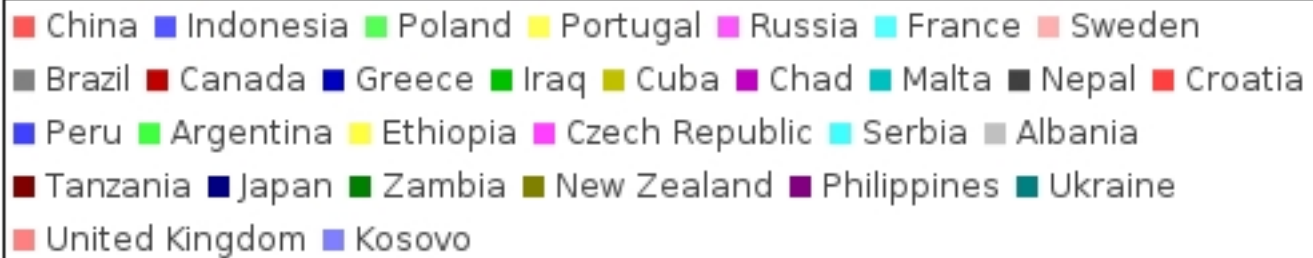 China Indonesia Poland Portugal Russia France Sweden
Brazil Canada Greece Iraq Cuba Chad Malta Nepal Croatia
Peru Argentina Ethiopia Czech Republic Serbia Albania
Tanzania Japan Zambia New Zealand Philippines Ukraine
United Kingdom Kosovo